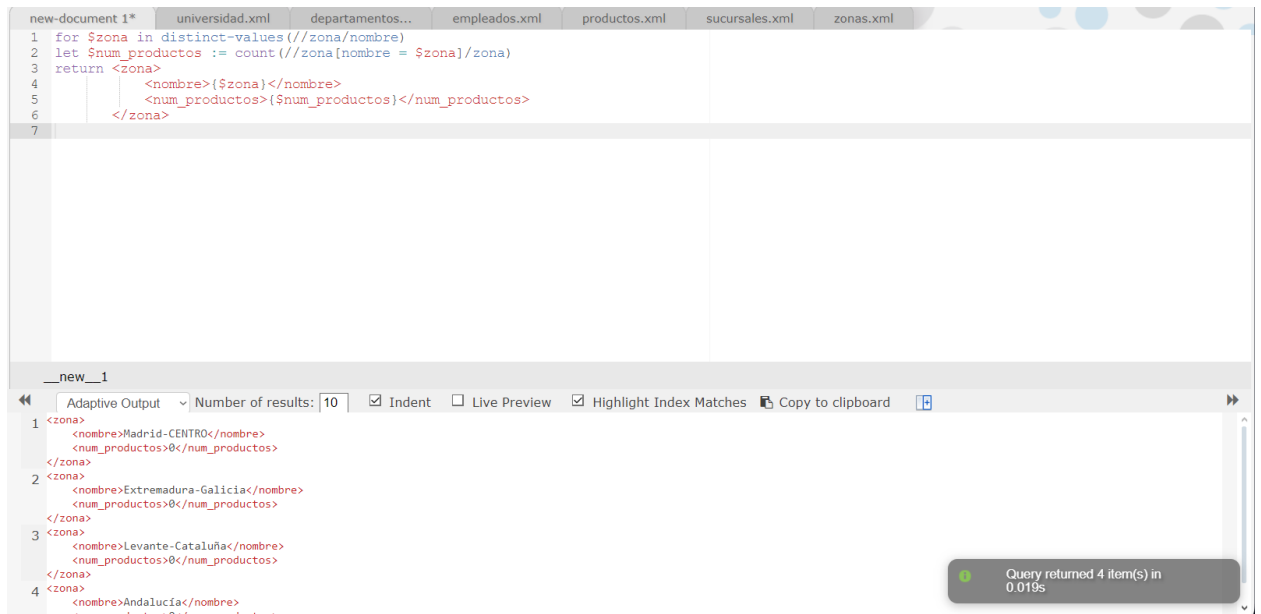 new-document 1* universidad.xml departamentos... empleados.xml productos.xml sucursales.xml zonas.xml
1 for $zona in distinct-values(//zona/nombre)
2 let $num_productos := count(//zona[nombre = $zona]/zona)
3 return <zona>
4 <nombre>{$zona}</nombre>
5 <num_productos>{$num_productos}</num_productos>
6 </zona>
7
__new__1
Adaptive Output Number of results: 10 Indent Live Preview Highlight Index Matches Copy to clipboard
1 <zona>
<nombre>Madrid-CENTRO</nombre>
<num_productos>0</num_productos>
</zona>
2 <zona>
<nombre>Extremadura-Galicia</nombre>
<num_productos>0</num_productos>
</zona>
3 <zona>
<nombre>Levante-Cataluña</nombre>
<num_productos>0</num_productos>
</zona>
4 <zona>
<nombre>Andalucía</nombre>
Query returned 4 item(s) in
0.019s